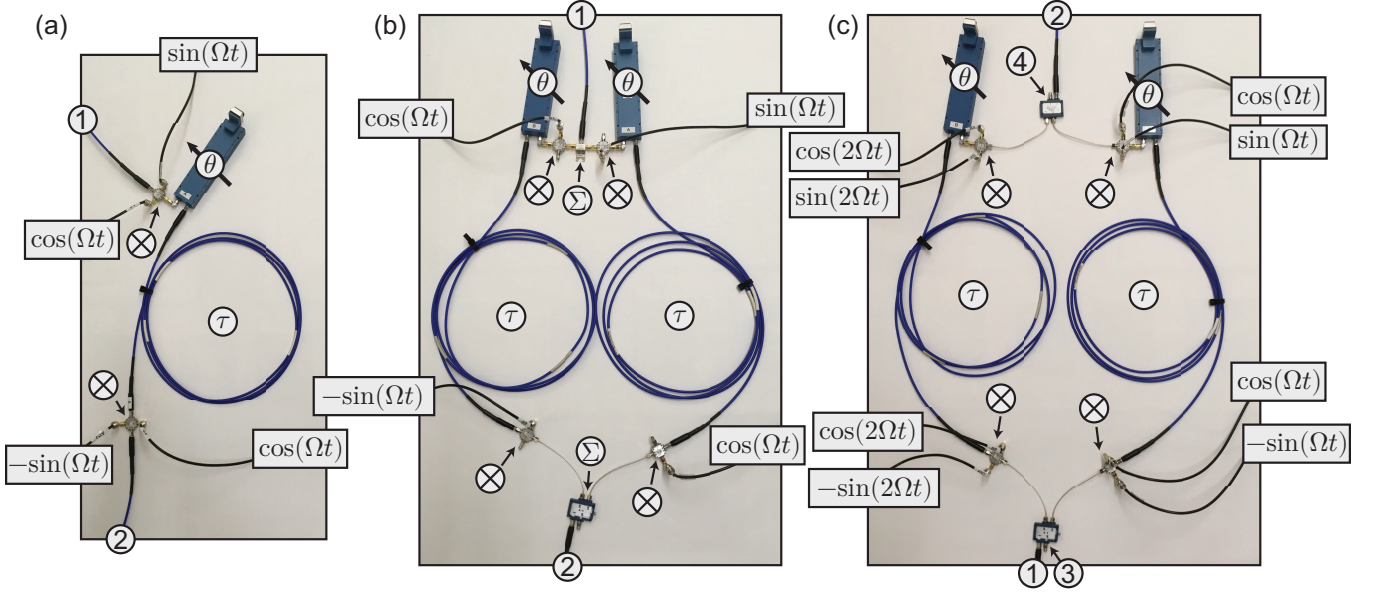 (a)
sin(Ωt)
1
θ
cos(Ωt)
⊗
τ
⊗
−sin(Ωt)
cos(Ωt)
2
(b)
1
θ
θ
cos(Ωt)
sin(Ωt)
⊗
Σ
⊗
τ
τ
−sin(Ωt)
Σ
cos(Ωt)
⊗
⊗
2
(c)
2
θ
4
θ
cos(Ωt)
cos(2Ωt)
sin(Ωt)
sin(2Ωt)
⊗
⊗
τ
τ
cos(Ωt)
⊗
⊗
cos(2Ωt)
−sin(Ωt)
−sin(2Ωt)
1
3